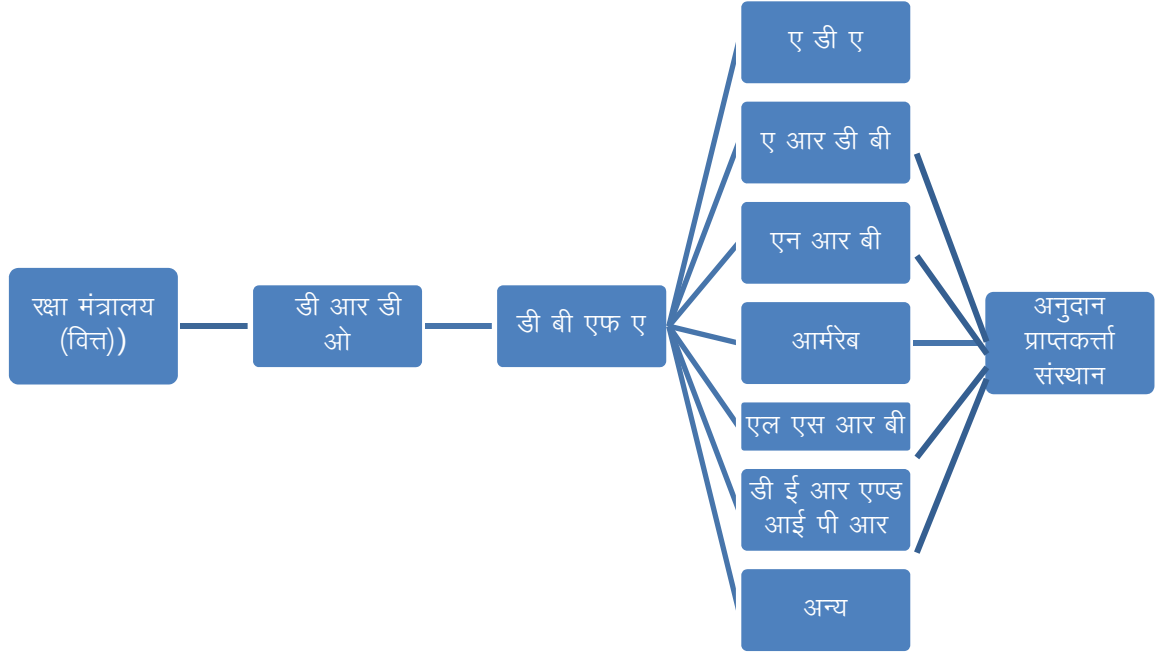 रक्षा मंत्रालय
(वित्त))
डी आर डी
ओ
डी बी एफ ए
ए डी ए
ए आर डी बी
एन आर बी
आर्मरेब
एल एस आर बी
डी ई आर एण्ड
आई पी आर
अन्य
अनुदान
प्राप्तकर्त्ता
संस्थान